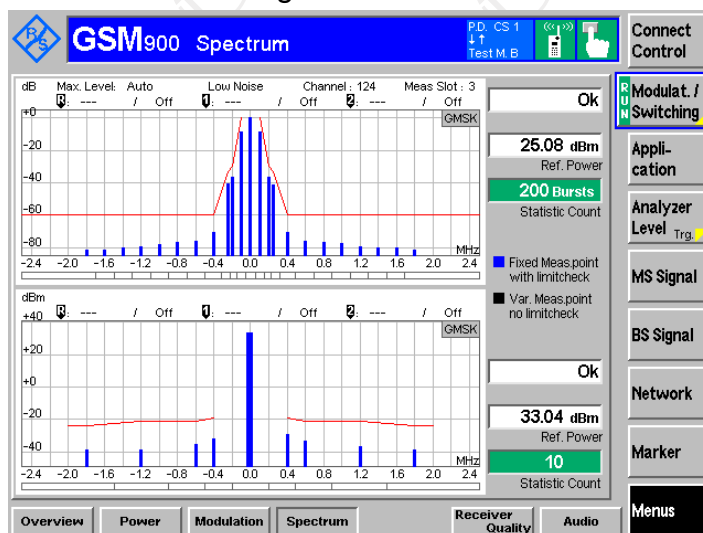 R&S
GSM900 Spectrum
P.D. CS 1
Test M. B
Connect
Control
dB Max. Level: Auto Low Noise Channel : 124 Meas Slot : 3
R: --- / Off 1: --- / Off 2: --- / Off
+0
GMSK
-20
-40
-60
-80
MHz
-2.4 -2.0 -1.6 -1.2 -0.8 -0.4 0.0 0.4 0.8 1.2 1.6 2.0 2.4
Ok
25.08 dBm
Ref. Power
200 Bursts
Statistic Count
Fixed Meas.point
with limitcheck
Var. Meas.point
no limitcheck
dBm
R: --- / Off 1: --- / Off 2: --- / Off
+40
GMSK
+20
+0
-20
-40
MHz
-2.4 -2.0 -1.6 -1.2 -0.8 -0.4 0.0 0.4 0.8 1.2 1.6 2.0 2.4
Ok
33.04 dBm
Ref. Power
10
Statistic Count
RUN
Modulat. /
Switching
Appli-
cation
Analyzer
Level Trg.
MS Signal
BS Signal
Network
Marker
Menus
Overview Power Modulation Spectrum Receiver Quality Audio